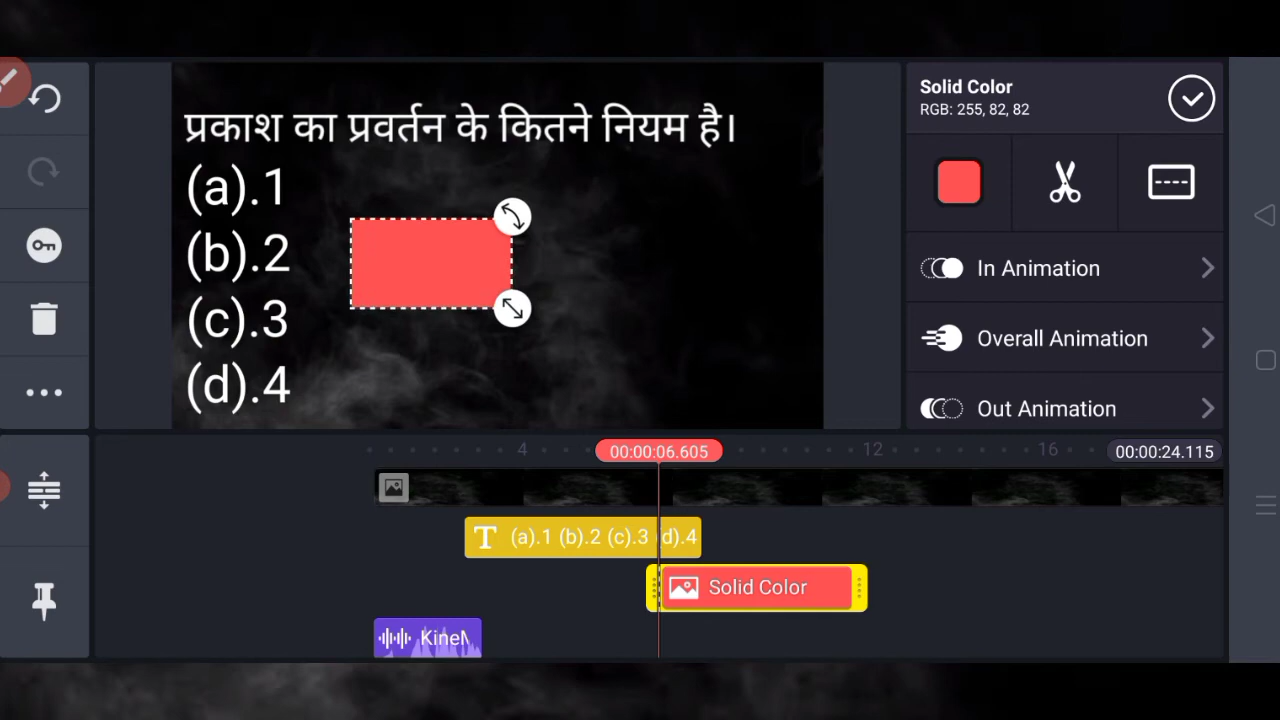 प्रकाश का प्रवर्तन के कितने नियम है।
(a).1
(b).2
(c).3
(d).4
Solid Color
RGB: 255, 82, 82
In Animation
Overall Animation
Out Animation
4
00:00:06.605
12
16
00:00:24.115
T (a).1 (b).2 (c).3 (d).4
Solid Color
KineM